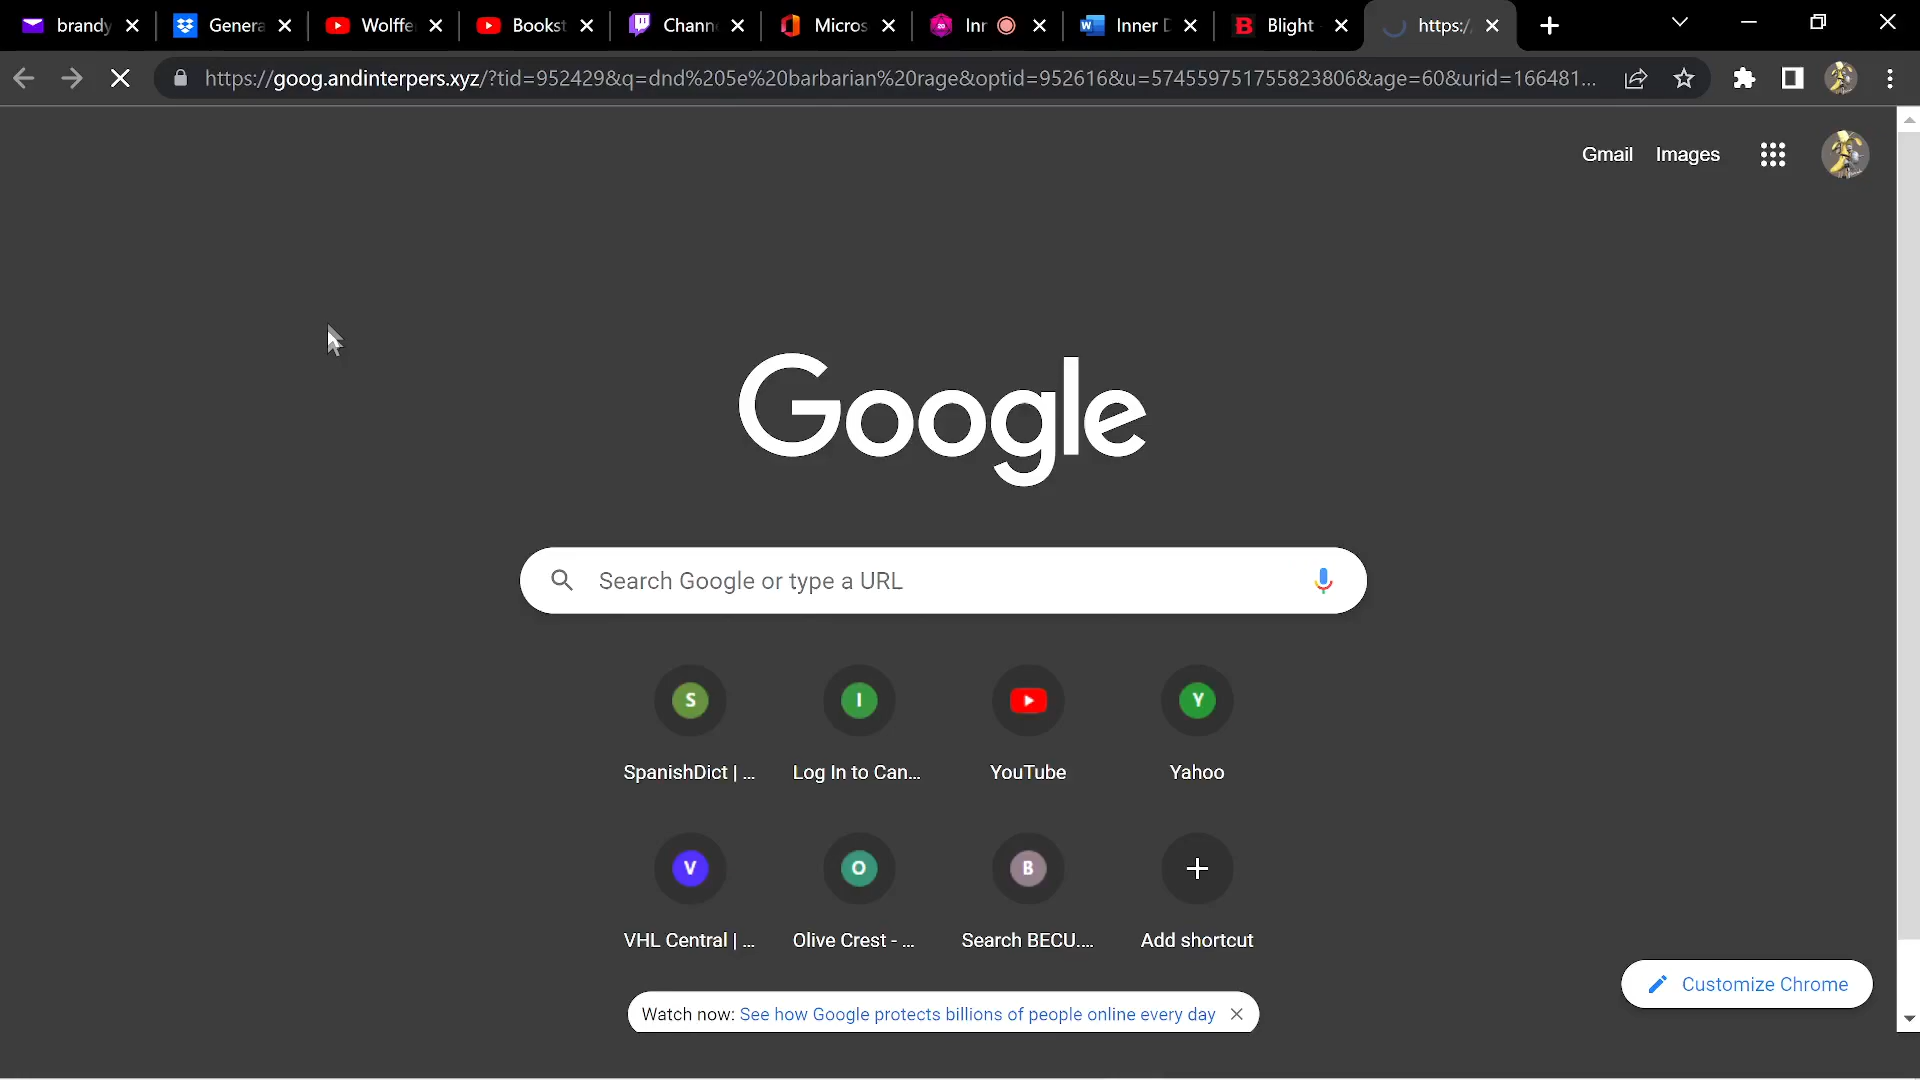 brandy Genera Wolffe Bookst Chann Micros Inr Inner D Blight https:/
https://goog.andinterpers.xyz/?tid=952429&q=dnd%205e%20barbarian%20rage&optid=952616&u=574559751755823806&age=60&urid=166481...
Gmail Images
Google
Search Google or type a URL
S I Y
SpanishDict | ... Log In to Can... YouTube Yahoo
V O B
VHL Central | ... Olive Crest - ... Search BECU.... Add shortcut
Customize Chrome
Watch now: See how Google protects billions of people online every day